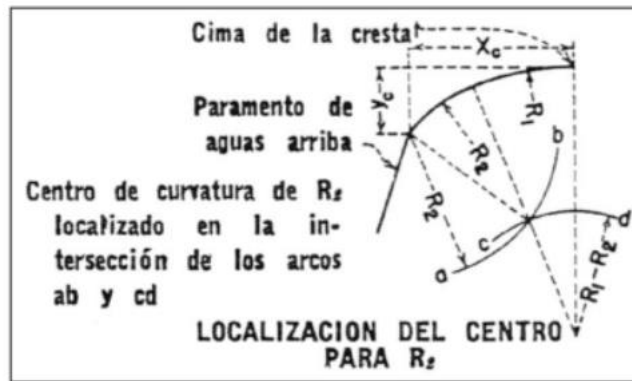 Cima de la cresta
Xc
yc
R1
Paramento de
aguas arriba
R2
b
R2
Centro de curvatura de R2
localizado en la in-
tersección de los arcos
ab y cd
c
d
a
R1-R2
LOCALIZACION DEL CENTRO
PARA R2